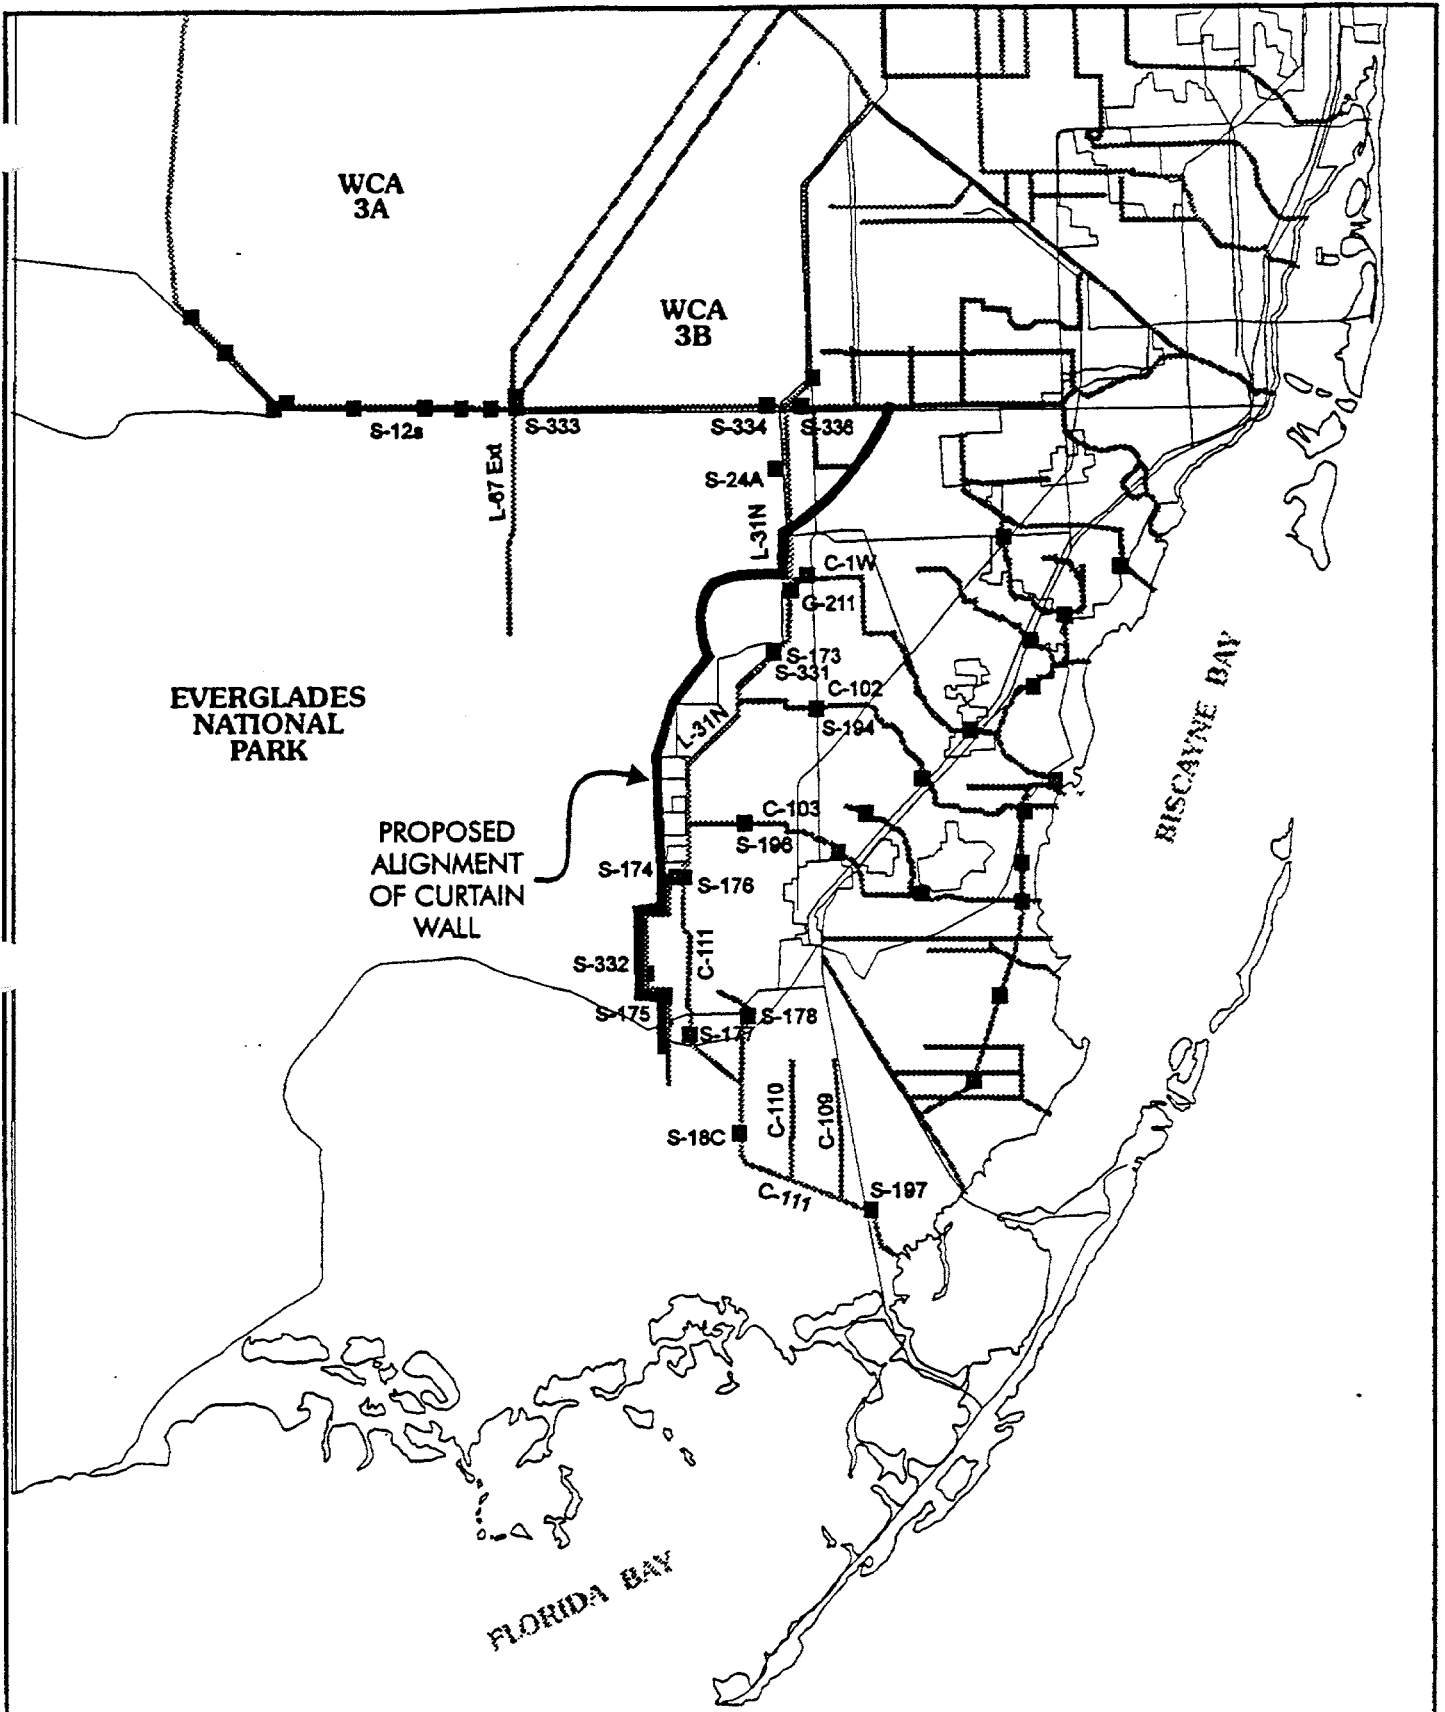 WCA
3A
WCA
3B
S-12s
S-333
S-334
S-336
L-67 Ext
S-24A
L-31N
C-1W
G-211
S-173
S-331
C-102
S-194
L-31N
EVERGLADES
NATIONAL
PARK
BISCAYNE BAY
PROPOSED
ALIGNMENT
OF CURTAIN
WALL
C-103
S-196
S-174
S-176
C-111
S-332
S-175
S-177
S-178
C-110
C-109
S-18C
C-111
S-197
FLORIDA BAY